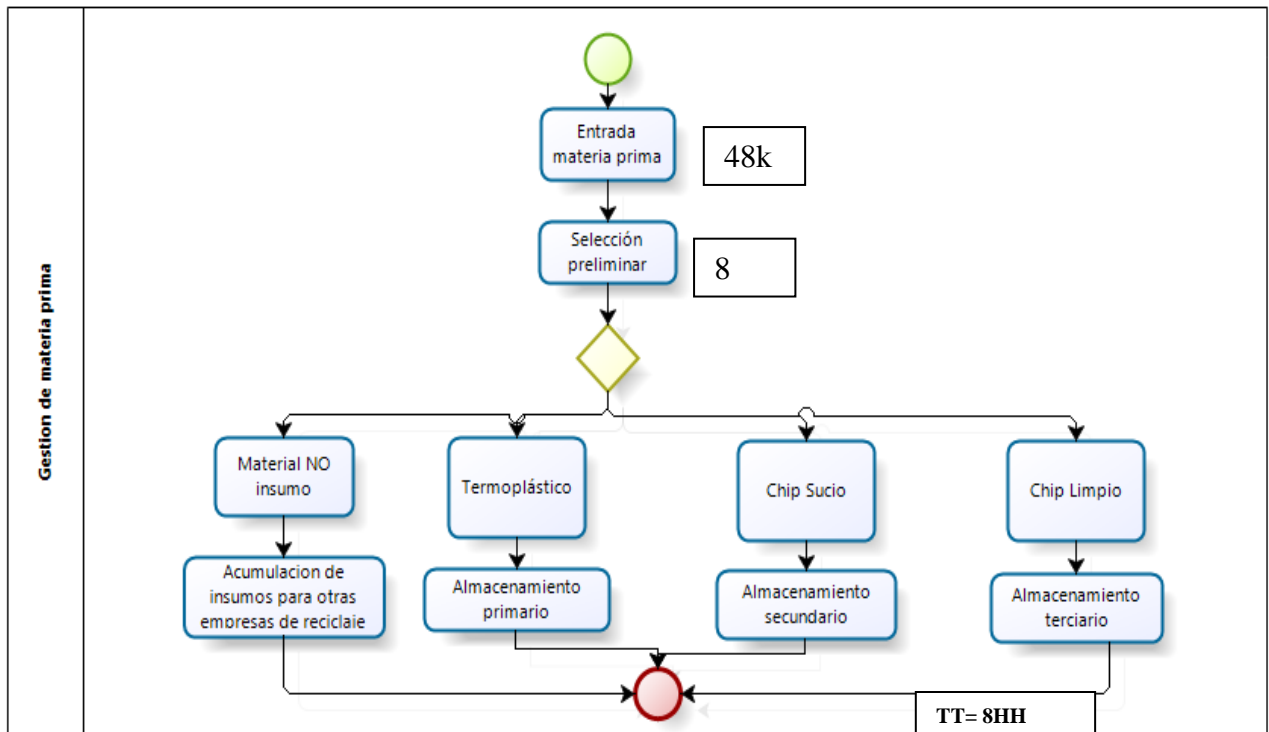 Gestion de materia prima
Entrada
materia prima
48k
Selección
preliminar
8
Material NO
insumo
Termoplástico
Chip Sucio
Chip Limpio
Acumulacion de
insumos para otras
empresas de reciclaje
Almacenamiento
primario
Almacenamiento
secundario
Almacenamiento
terciario
TT= 8HH